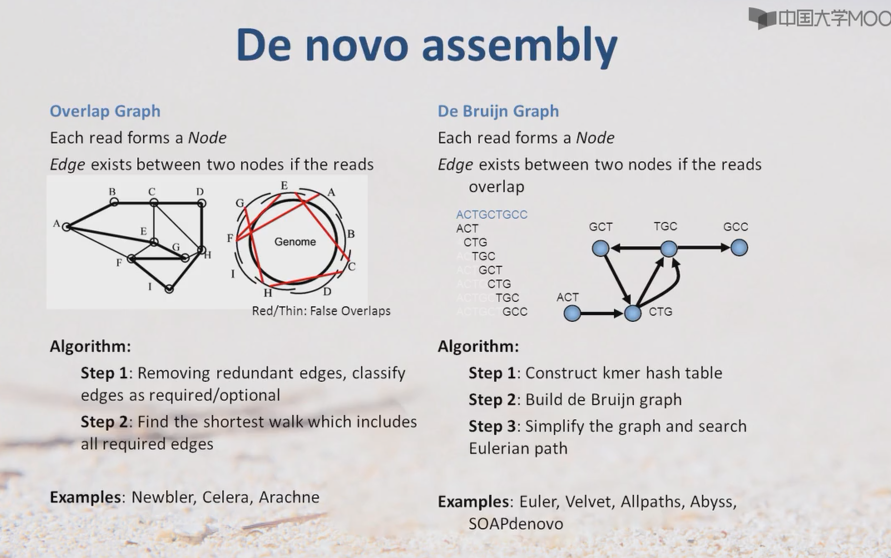 中国大学MOO
De novo assembly
Overlap Graph
Each read forms a Node
Edge exists between two nodes if the reads
B
C
D
A
E
G
H
F
I
E
A
G
F
Genome
B
I
C
H
D
Red/Thin: False Overlaps
Algorithm:
Step 1: Removing redundant edges, classify
edges as required/optional
Step 2: Find the shortest walk which includes
all required edges
Examples: Newbler, Celera, Arachne
De Bruijn Graph
Each read forms a Node
Edge exists between two nodes if the reads
overlap
ACTGCTGCC
ACT
CTG
TGC
GCT
CTG
TGC
GCC
GCT
TGC
GCC
ACT
CTG
Algorithm:
Step 1: Construct kmer hash table
Step 2: Build de Bruijn graph
Step 3: Simplify the graph and search
Eulerian path
Examples: Euler, Velvet, Allpaths, Abyss,
SOAPdenovo